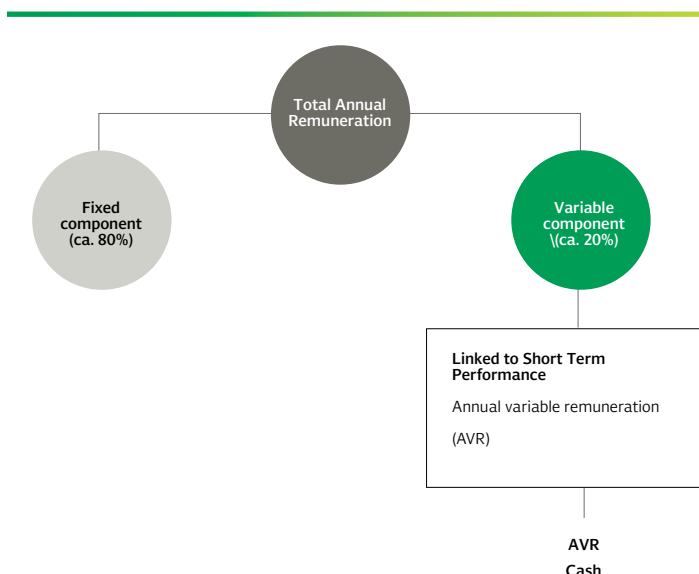 Total Annual
Remuneration
Fixed
component
(ca. 80%)
Variable
component
\(ca. 20%)
Linked to Short Term
Performance
Annual variable remuneration
(AVR)
AVR
Cash